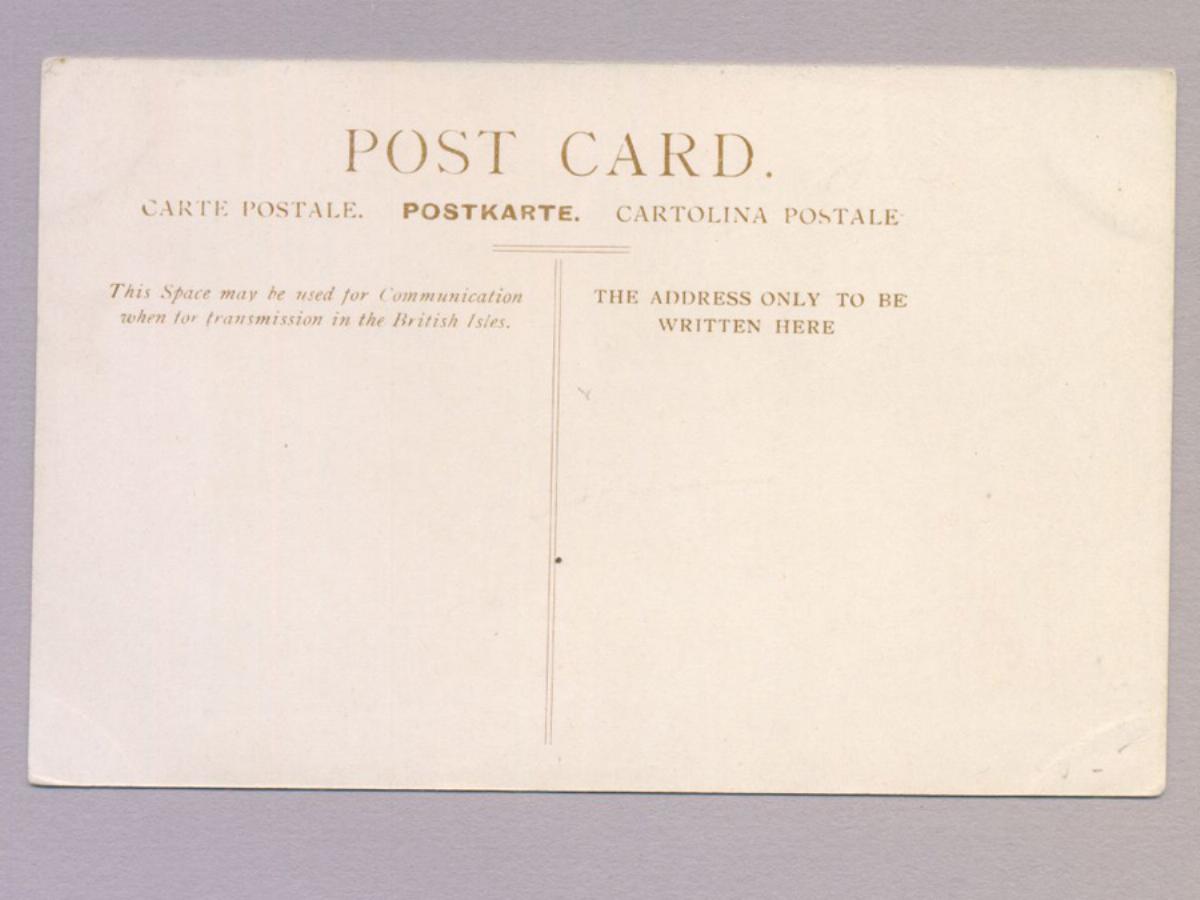 POST CARD.
CARTE POSTALE. POSTKARTE. CARTOLINA POSTALE
This Space may be used for Communication
when for transmission in the British Isles.
THE ADDRESS ONLY TO BE
WRITTEN HERE